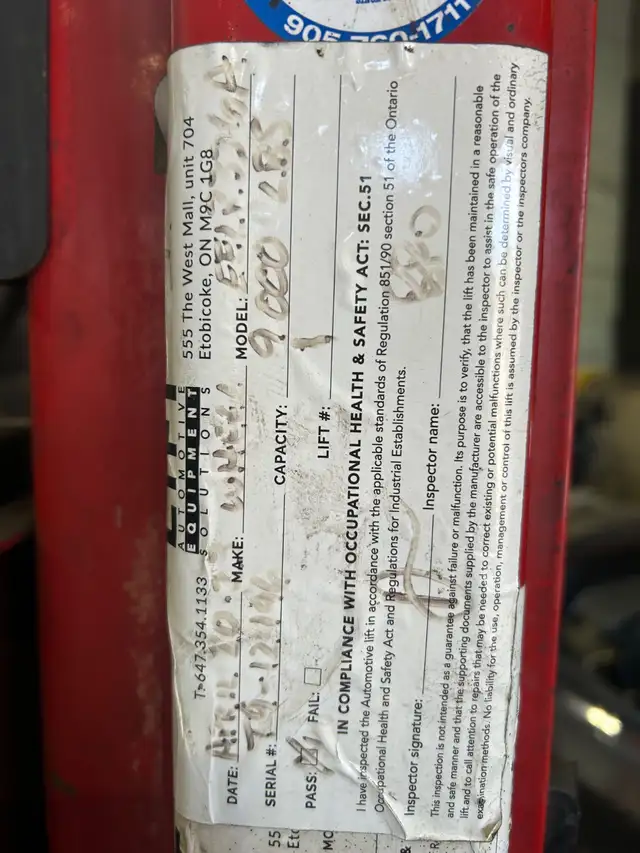 905-760-1711
AUTOMOTIVE
EQUIPMENT
SOLUTIONS
T: 647.354.1133
555 The West Mall, unit 704
Etobicoke, ON M9C 1G8
DATE: APRIL MAKE: MODEL:
SERIAL #: CAPACITY: 9000 LBS
PASS: FAIL: LIFT #: 1
IN COMPLIANCE WITH OCCUPATIONAL HEALTH & SAFETY ACT: SEC.51
I have inspected the Automotive lift in accordance with the applicable standards of Regulation 851/90 section 51 of the Ontario
Occupational Health and Safety Act and Regulations for Industrial Establishments.
Inspector signature: Inspector name:
This inspection is not intended as a guarantee against failure or malfunction. Its purpose is to verify, that the lift has been maintained in a reasonable
and safe manner and that the supporting documents supplied by the manufacturer are accessible to the inspector to assist in the safe operation of the
lift and to call attention to repairs that may be needed to correct existing or potential malfunctions where such can be determined by visual and ordinary
examination methods. No liability for the use, operation, management or control of this lift is assumed by the inspector or the inspectors company.
55
Etc
MC
&
R